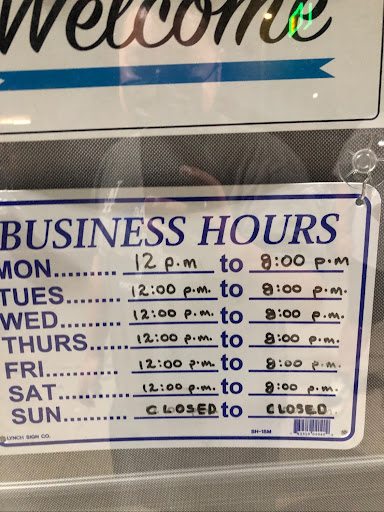 Welcome
BUSINESS HOURS
MON......... 12 p.m to 8:00 p.m
TUES......... 12:00 p.m. to 8:00 p.m.
WED......... 12:00 p.m. to 8:00 p.m.
THURS...... 12:00 p.m. to 8:00 p.m.
FRI............ 12:00 p.m. to 8:00 p.m.
SAT.......... 12:00 p.m. to 8:00 p.m.
SUN.......... CLOSED to CLOSED
LYNCH SIGN CO. BH-15M